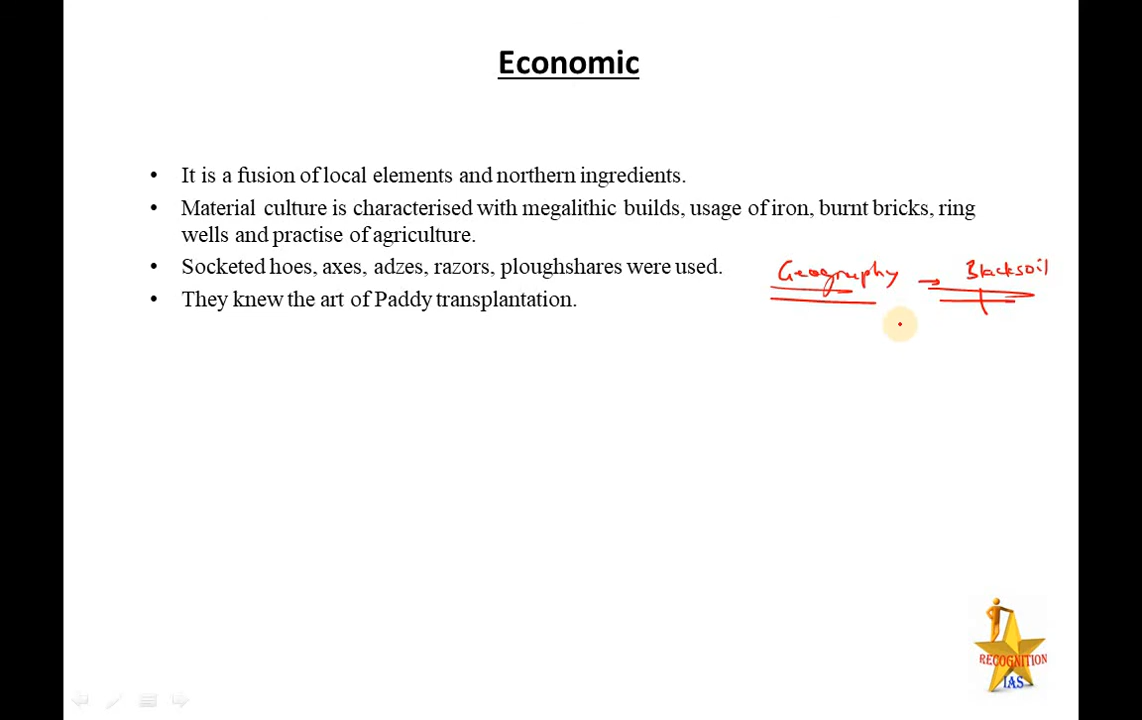 Economic
• It is a fusion of local elements and northern ingredients.
• Material culture is characterised with megalithic builds, usage of iron, burnt bricks, ring
wells and practise of agriculture.
• Socketed hoes, axes, adzes, razors, ploughshares were used.
Geography → Blacksoil
• They knew the art of Paddy transplantation.
RECOGNITION
IAS